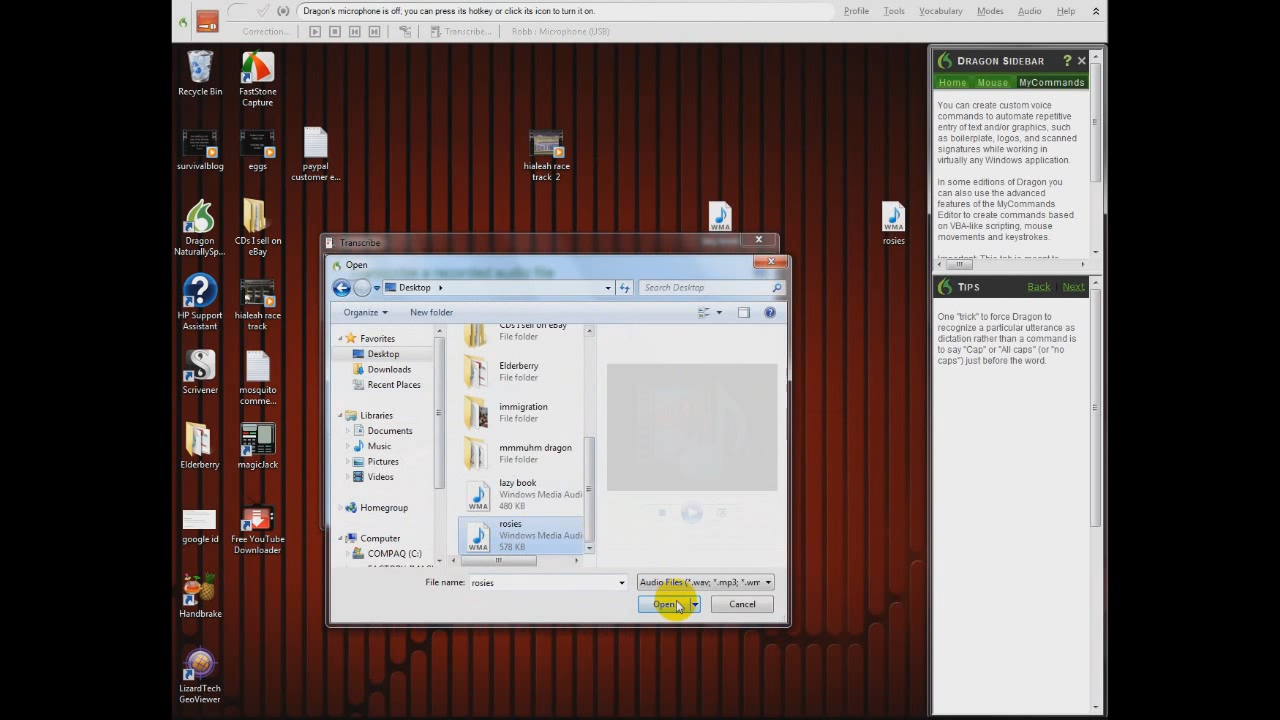 Dragon's microphone is off; you can press its hotkey or click its icon to turn it on.
Profile Tools Vocabulary Modes Audio Help
Correction... Transcribe... Robb : Microphone (USB)
Recycle Bin
FastStone
Capture
survivalblog
eggs
paypal
customer e...
hialeah race
track 2
Dragon
NaturallySp...
CDs I sell on
eBay
WMA
WMA
rosies
HP Support
Assistant
hialeah race
track
Scrivener
mosquito
comme...
Elderberry
magicJack
google id
Free YouTube
Downloader
Handbrake
LizardTech
GeoViewer
Transcribe
Open
Desktop
Search Desktop
Organize New folder
Favorites
Desktop
Downloads
Recent Places
Libraries
Documents
Music
Pictures
Videos
Homegroup
Computer
COMPAQ (C:)
CDs I sell on eBay
File folder
Elderberry
File folder
immigration
File folder
mmmuhm dragon
File folder
lazy book
Windows Media Audi
480 KB
WMA
rosies
Windows Media Audi
578 KB
WMA
File name: rosies
Audio Files (*.wav; *.mp3; *.wm
Open Cancel
DRAGON SIDEBAR
Home Mouse MyCommands
You can create custom voice
commands to automate repetitive
entry of text and/or graphics, such
as boilerplate, logos, and scanned
signatures while working in
virtually any Windows application.
In some editions of Dragon you
can also use the advanced
features of the MyCommands
Editor to create commands based
on VBA-like scripting, mouse
movements and keystrokes.
TIPS Back Next
One "trick" to force Dragon to
recognize a particular utterance as
dictation rather than a command is
to say "Cap" or "All caps" (or "no
caps") just before the word.